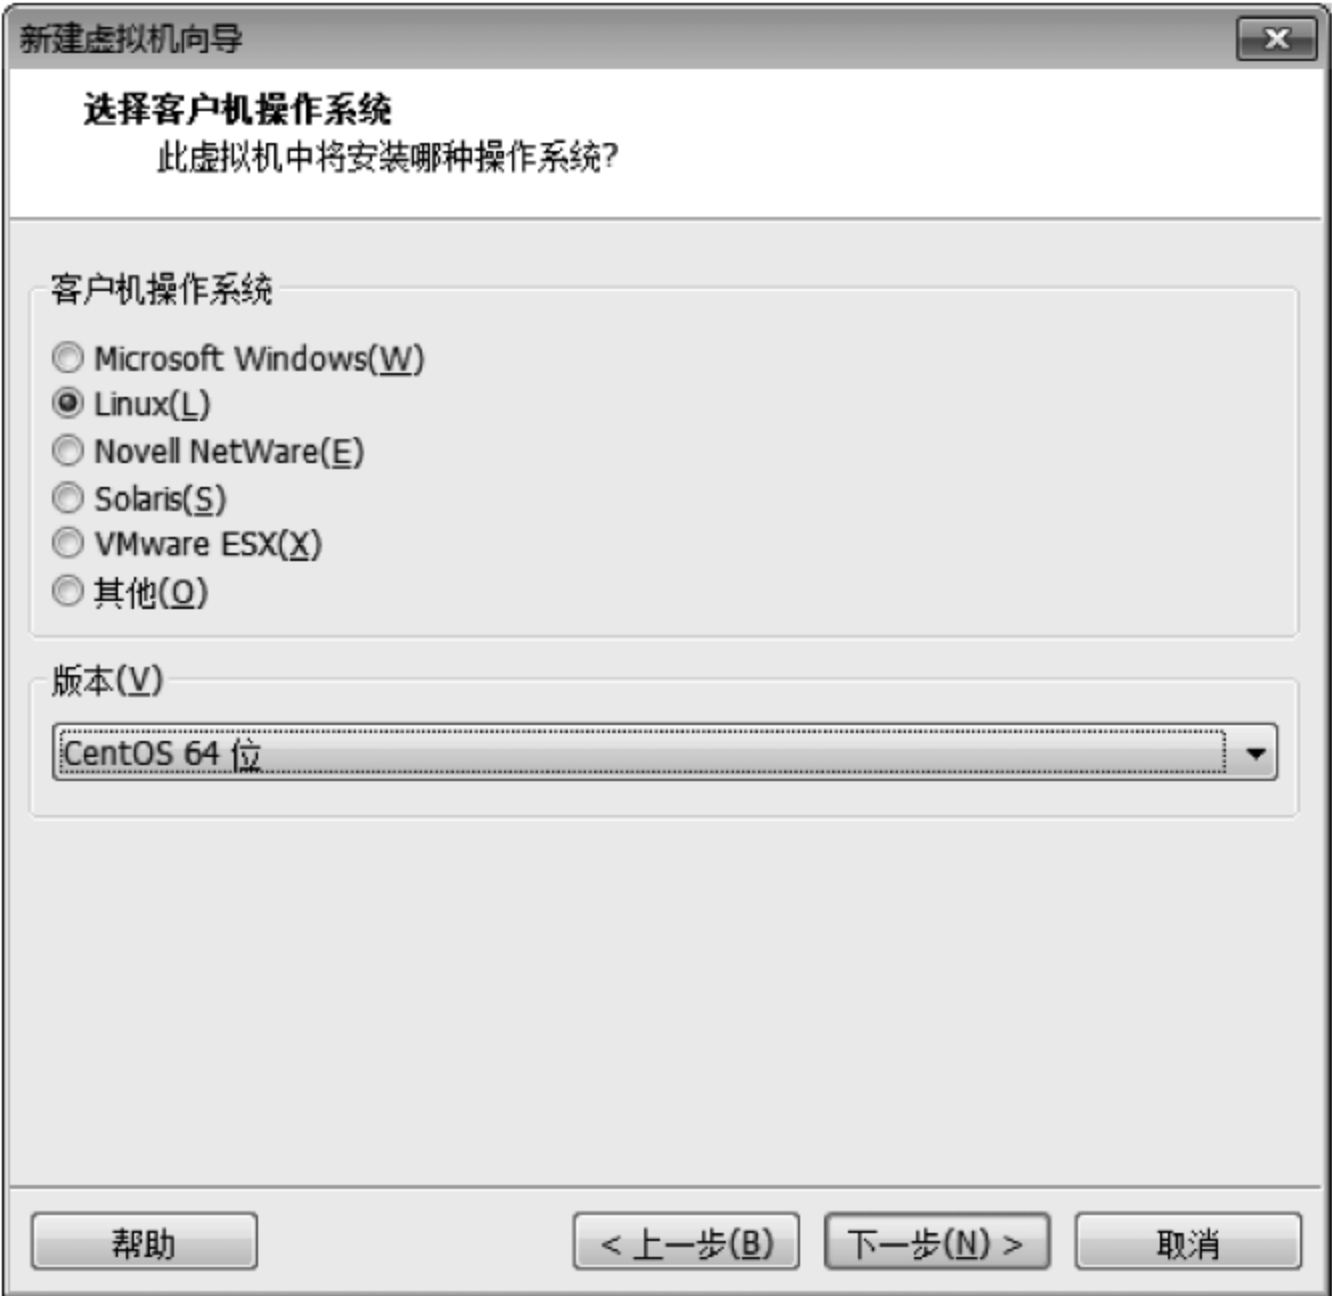 新建虚拟机向导
选择客户机操作系统
此虚拟机中将安装哪种操作系统?
客户机操作系统
Microsoft Windows(W)
Linux(L)
Novell NetWare(E)
Solaris(S)
VMware ESX(X)
其他(O)
版本(V)
CentOS 64 位
帮助
< 上一步(B)
下一步(N) >
取消